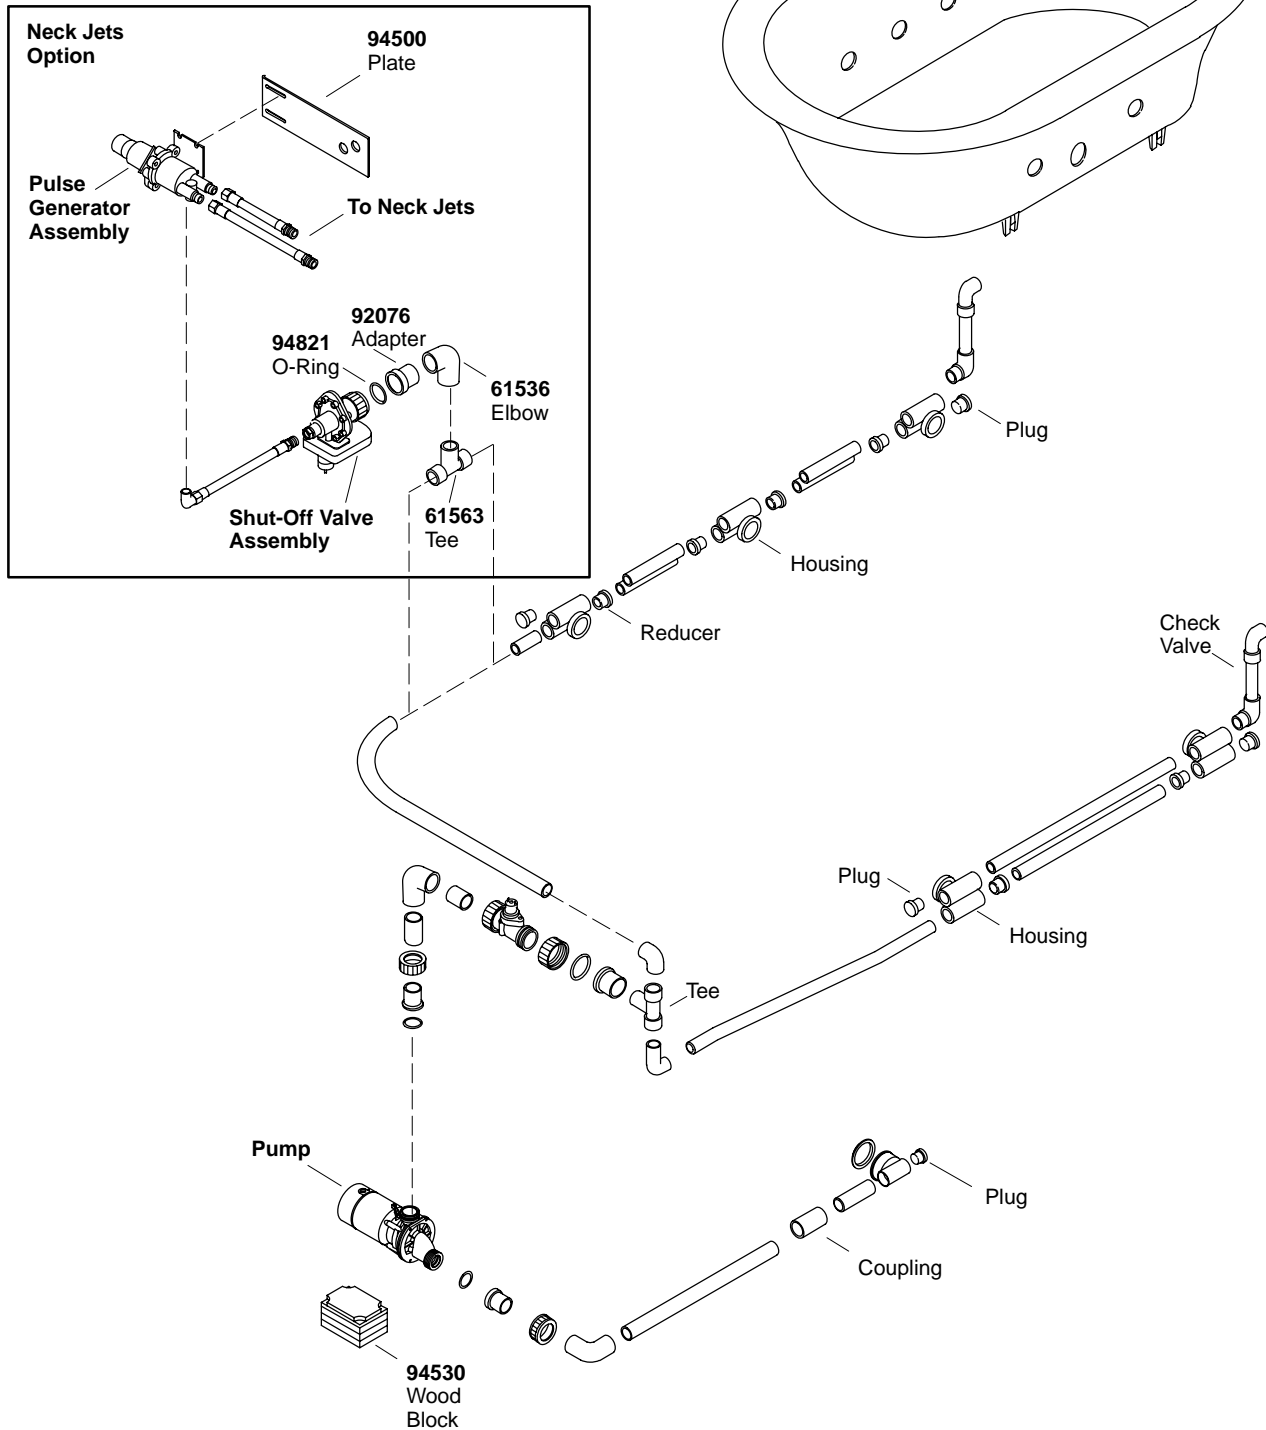 Neck Jets
Option
94500
Plate
Pulse
Generator
Assembly
To Neck Jets
92076
Adapter
94821
O-Ring
61536
Elbow
Shut-Off Valve
Assembly
61563
Tee
Plug
Housing
Reducer
Check
Valve
Plug
Housing
Tee
Pump
Plug
Coupling
94530
Wood
Block